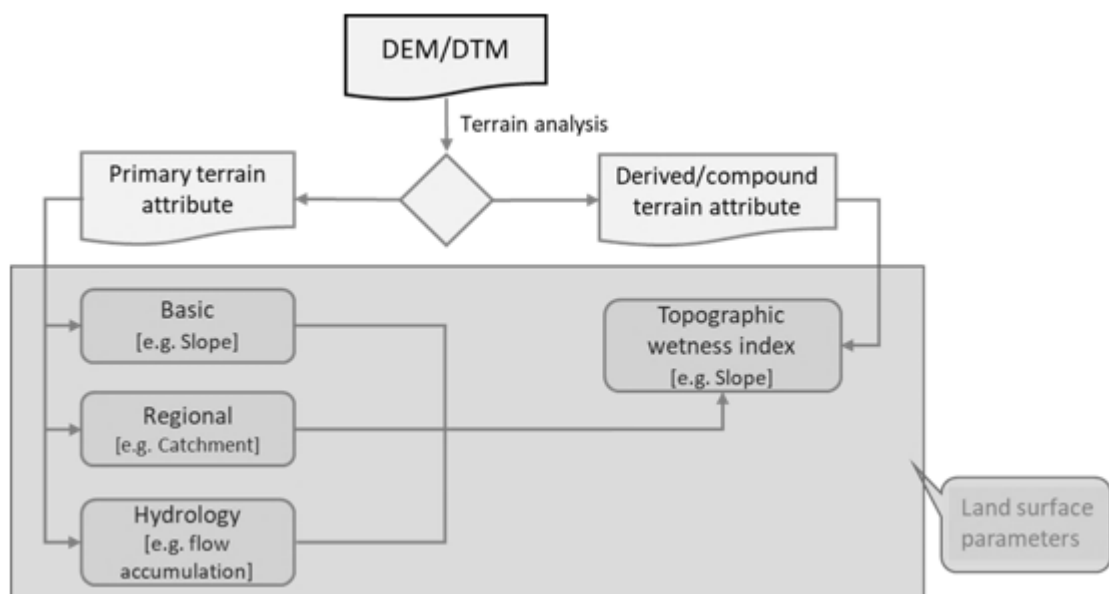 DEM/DTM
Terrain analysis
Primary terrain
attribute
Derived/compound
terrain attribute
Basic
[e.g. Slope]
Topographic
wetness index
[e.g. Slope]
Regional
[e.g. Catchment]
Hydrology
[e.g. flow
accumulation]
Land surface
parameters